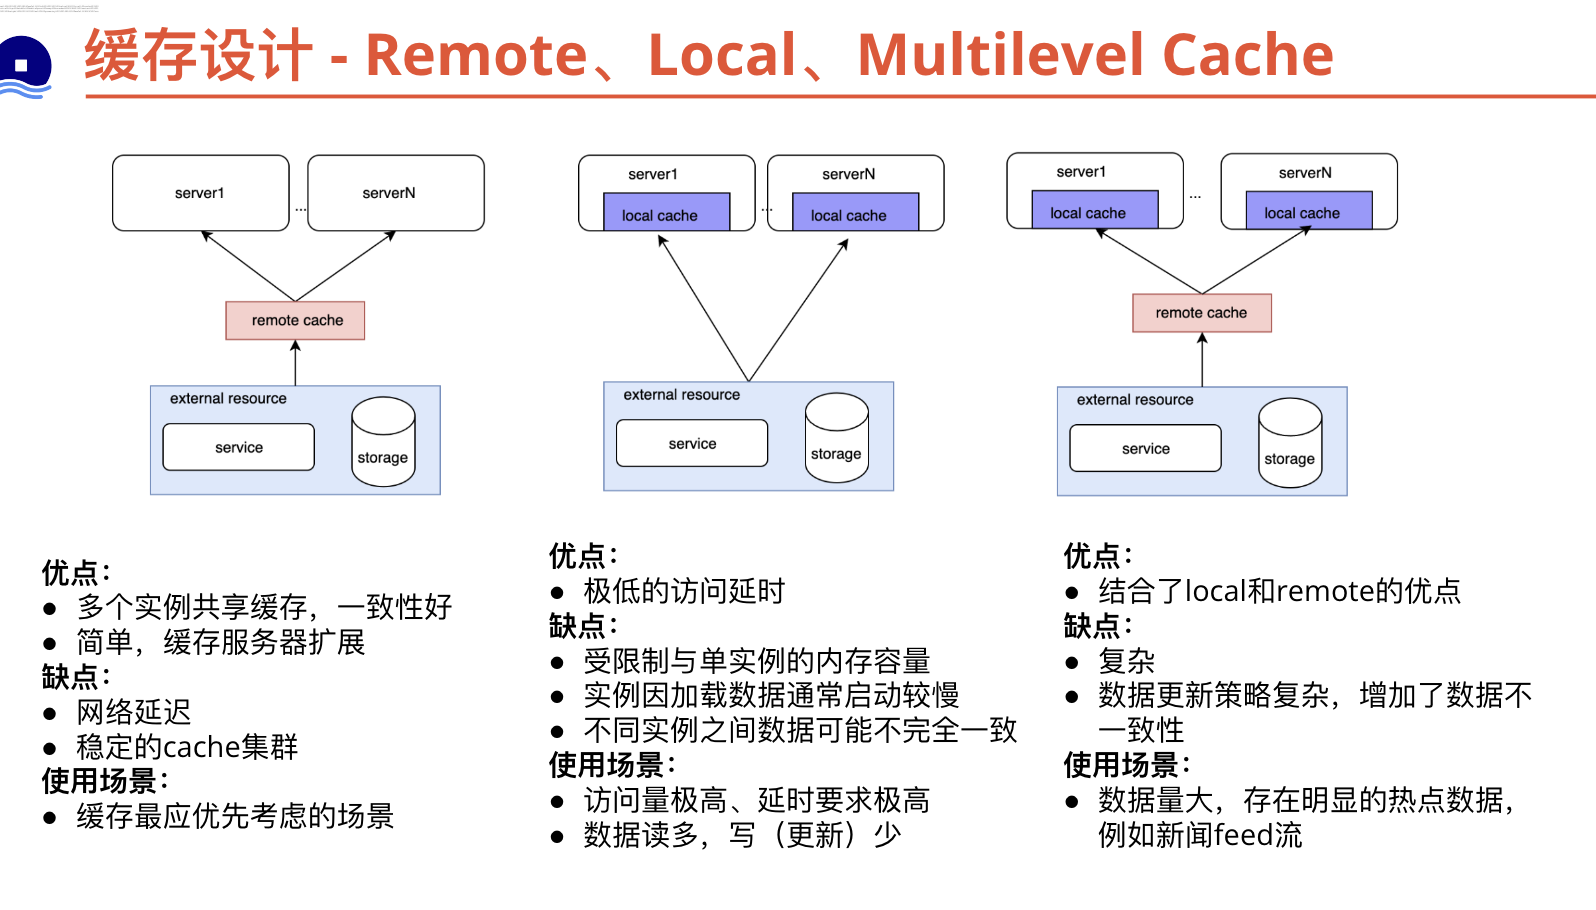 缓存设计 - Remote、Local、Multilevel Cache
server1
...
serverN
remote cache
external resource
service
storage
server1
local cache
...
serverN
local cache
external resource
service
storage
server1
local cache
...
serverN
local cache
remote cache
external resource
service
storage
优点：
● 多个实例共享缓存，一致性好
● 简单，缓存服务器扩展
缺点：
● 网络延迟
● 稳定的cache集群
使用场景：
● 缓存最应优先考虑的场景
优点：
● 极低的访问延时
缺点：
● 受限制与单实例的内存容量
● 实例因加载数据通常启动较慢
● 不同实例之间数据可能不完全一致
使用场景：
● 访问量极高、延时要求极高
● 数据读多，写（更新）少
优点：
● 结合了local和remote的优点
缺点：
● 复杂
● 数据更新策略复杂，增加了数据不
一致性
使用场景：
● 数据量大，存在明显的热点数据，
例如新闻feed流